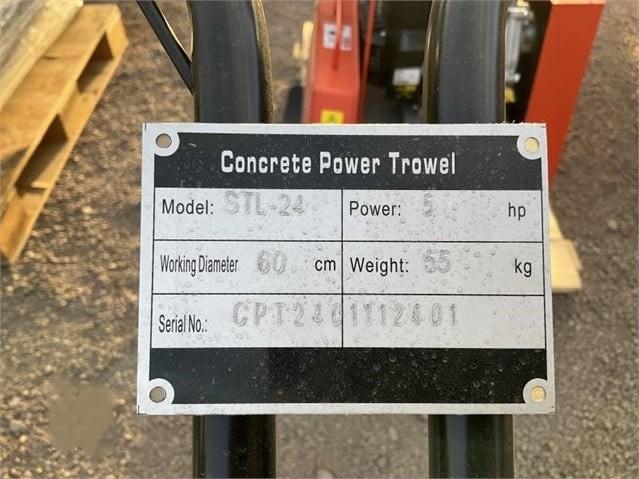 Concrete Power Trowel
Model: STL-24 Power: 5 hp
Working Diameter 60 cm Weight: 55 kg
Serial No.: CPT2401112401